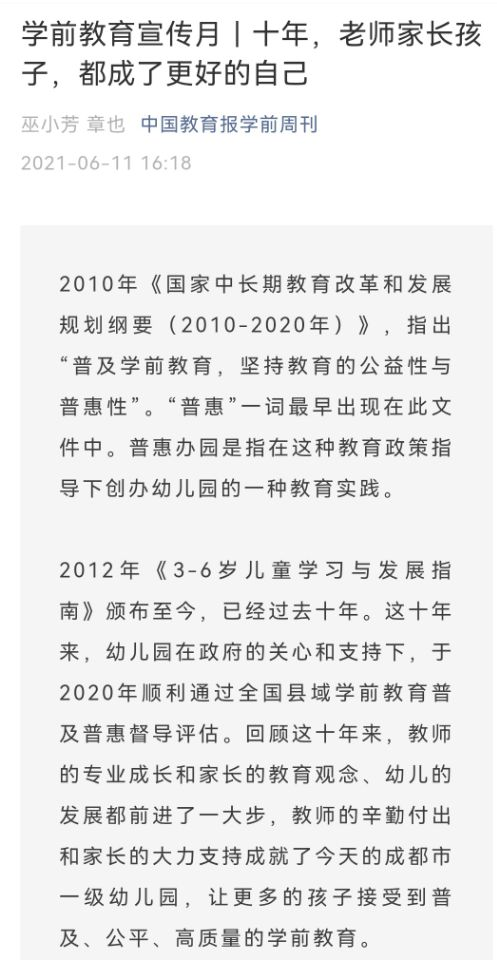 学前教育宣传月丨十年，老师家长孩
子，都成了更好的自己
巫小芳 章也 中国教育报学前周刊
2021-06-11 16:18
2010年《国家中长期教育改革和发展
规划纲要（2010-2020年）》，指出
“普及学前教育，坚持教育的公益性与
普惠性”。“普惠”一词最早出现在此文
件中。普惠办园是指在这种教育政策指
导下创办幼儿园的一种教育实践。
2012年《3-6岁儿童学习与发展指
南》颁布至今，已经过去十年。这十年
来，幼儿园在政府的关心和支持下，于
2020年顺利通过全国县域学前教育普
及普惠督导评估。回顾这十年来，教师
的专业成长和家长的教育观念、幼儿的
发展都前进了一大步，教师的辛勤付出
和家长的大力支持成就了今天的成都市
一级幼儿园，让更多的孩子接受到普
及、公平、高质量的学前教育。